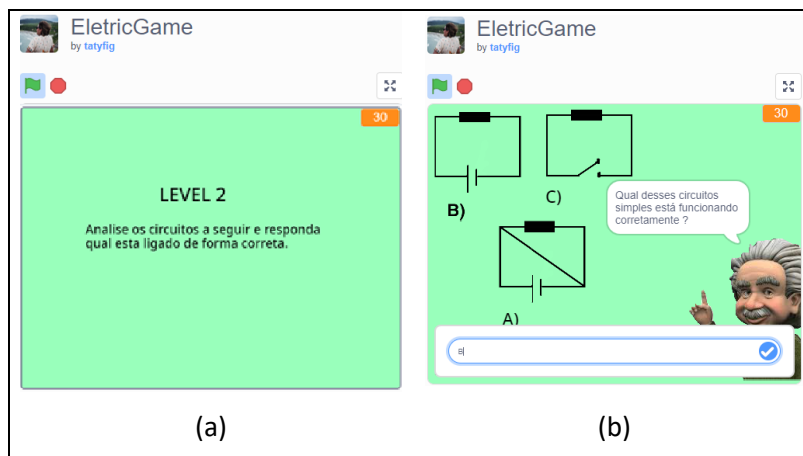 EletricGame
by tatyfig
30
LEVEL 2
Analise os circuitos a seguir e responda
qual esta ligado de forma correta.
(a)
EletricGame
by tatyfig
30
B)
C)
Qual desses circuitos
simples está funcionando
corretamente ?
A)
B
(b)